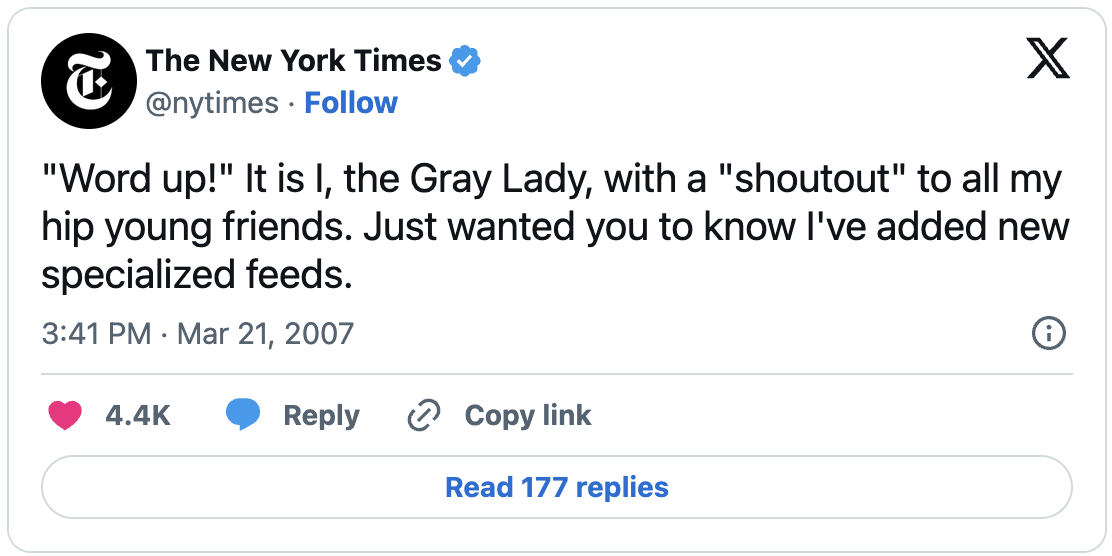 The New York Times
@nytimes · Follow
"Word up!" It is I, the Gray Lady, with a "shoutout" to all my
hip young friends. Just wanted you to know I've added new
specialized feeds.
3:41 PM · Mar 21, 2007
4.4K Reply Copy link
Read 177 replies